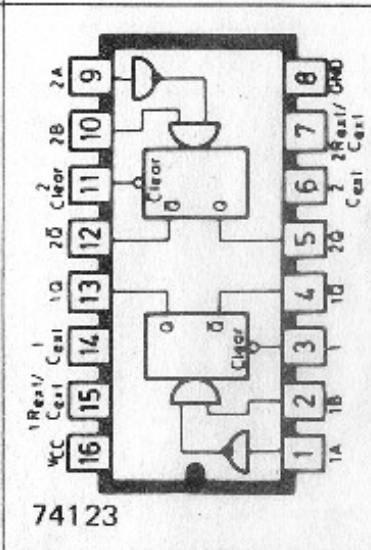 2A
9
2B
10
2
Clear
11
2Q̄
12
1Q
13
1
Cext
14
1Rext/
Cext
15
VCC
16
8
GND
7
2Rext/
Cext
6
2
Cext
5
2Q
4
1Q̄
3
1
2
1B
1
1A
Clear
Q̄
Q
Q
Q̄
Clear
74123